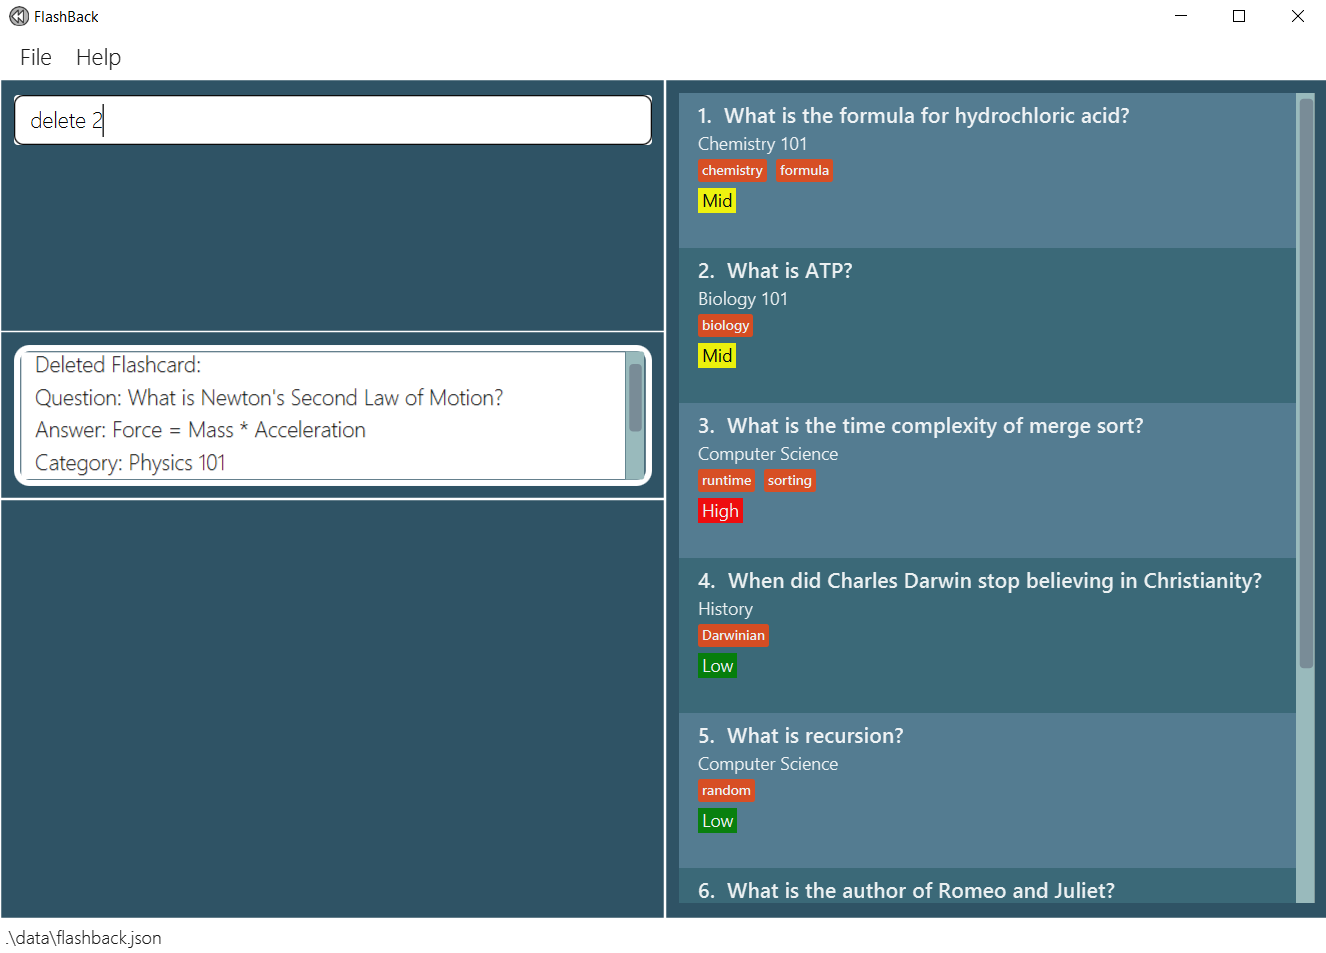 FlashBack
File Help
delete 2
Deleted Flashcard:
Question: What is Newton's Second Law of Motion?
Answer: Force = Mass * Acceleration
Category: Physics 101
1. What is the formula for hydrochloric acid?
Chemistry 101
chemistry formula
Mid
2. What is ATP?
Biology 101
biology
Mid
3. What is the time complexity of merge sort?
Computer Science
runtime sorting
High
4. When did Charles Darwin stop believing in Christianity?
History
Darwinian
Low
5. What is recursion?
Computer Science
random
Low
6. What is the author of Romeo and Juliet?
.\data\flashback.json